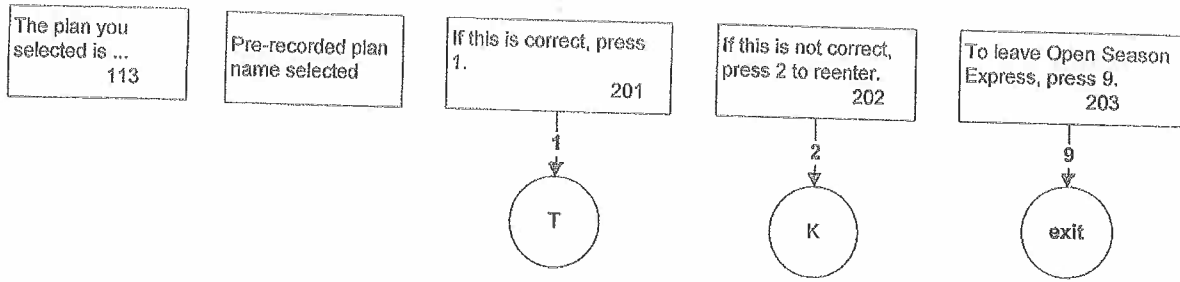 The plan you
selected is ...
113
Pre-recorded plan
name selected
If this is correct, press
1.
201
If this is not correct,
press 2 to reenter.
202
To leave Open Season
Express, press 9.
203
1
2
9
T
K
exit